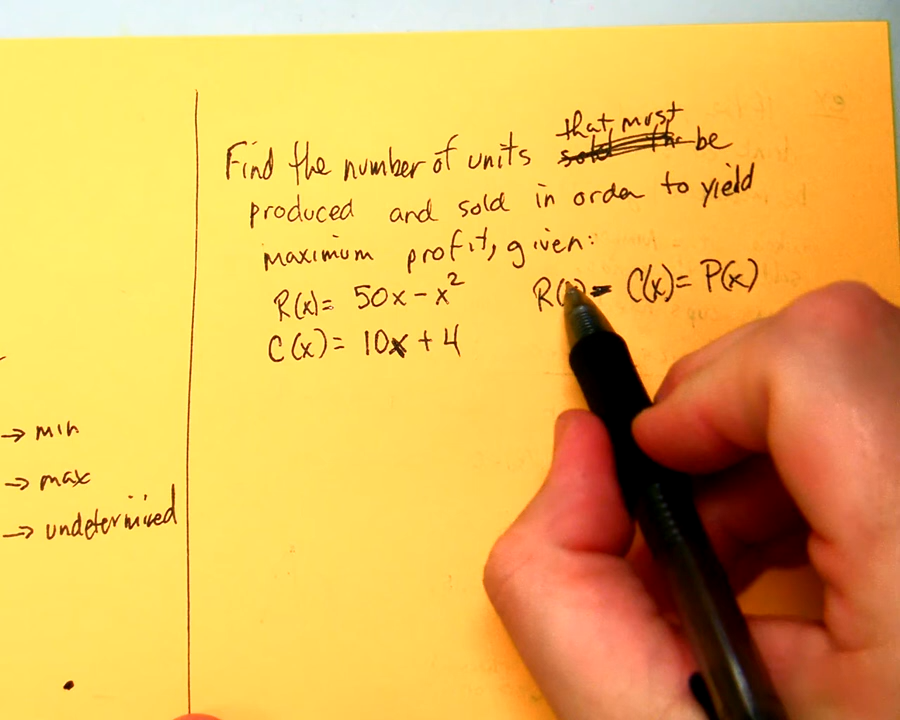 Find the number of units that must be
produced and sold in order to yield
maximum profit, given:
R(x)= 50x - x²
R(x) - C(x) = P(x)
C(x) = 10x + 4
→ min
→ max
→ undetermined